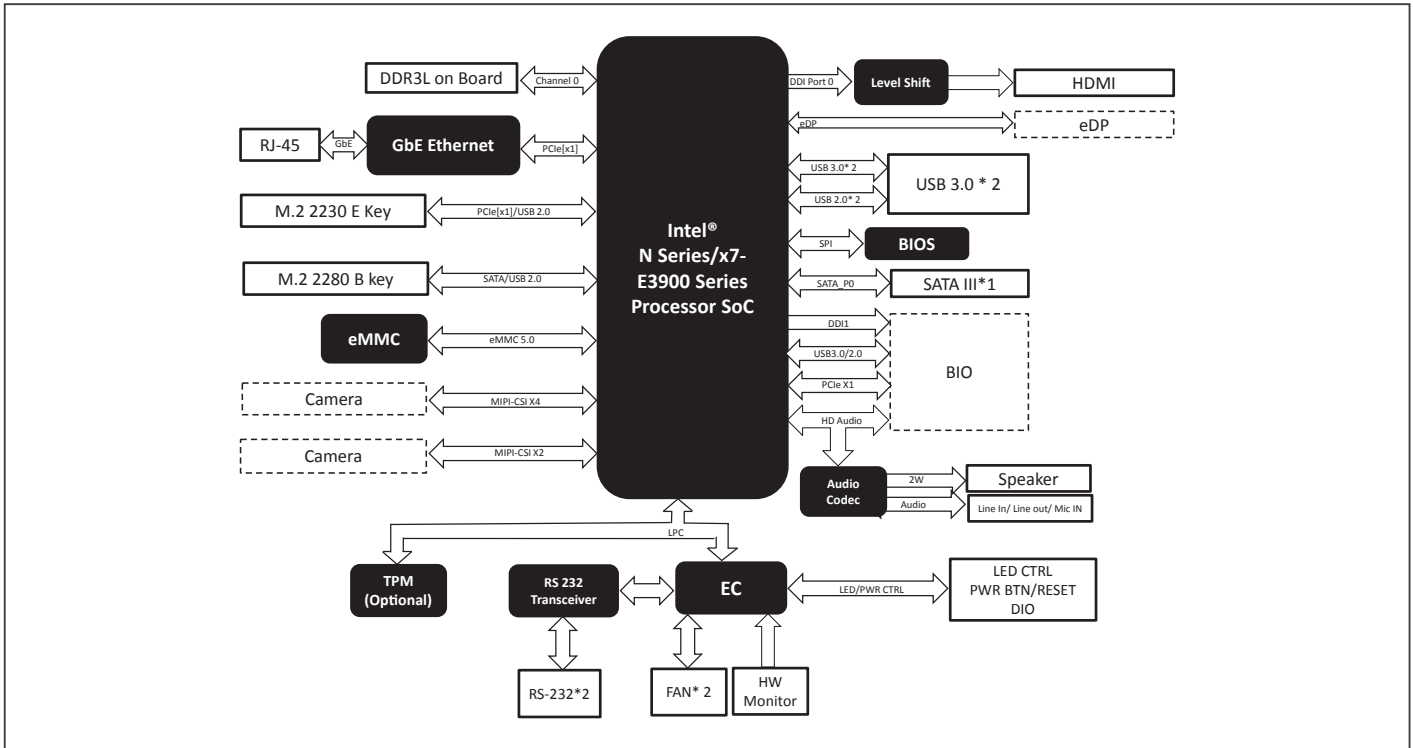 DDR3L on Board
Channel 0
RJ-45
GbE
GbE Ethernet
PCIe[x1]
M.2 2230 E Key
PCIe[x1]/USB 2.0
M.2 2280 B key
SATA/USB 2.0
eMMC
eMMC 5.0
Camera
MIPI-CSI X4
Camera
MIPI-CSI X2
Intel®
N Series/x7-
E3900 Series
Processor SoC
DDI Port 0
Level Shift
HDMI
eDP
eDP
USB 3.0* 2
USB 2.0* 2
USB 3.0 * 2
SPI
BIOS
SATA_P0
SATA III*1
DDI1
USB3.0/2.0
PCIe X1
HD Audio
BIO
Audio
Codec
2W
Speaker
Audio
Line In/ Line out/ Mic IN
LPC
TPM
(Optional)
RS 232
Transceiver
EC
LED/PWR CTRL
LED CTRL
PWR BTN/RESET
DIO
RS-232*2
FAN* 2
HW
Monitor